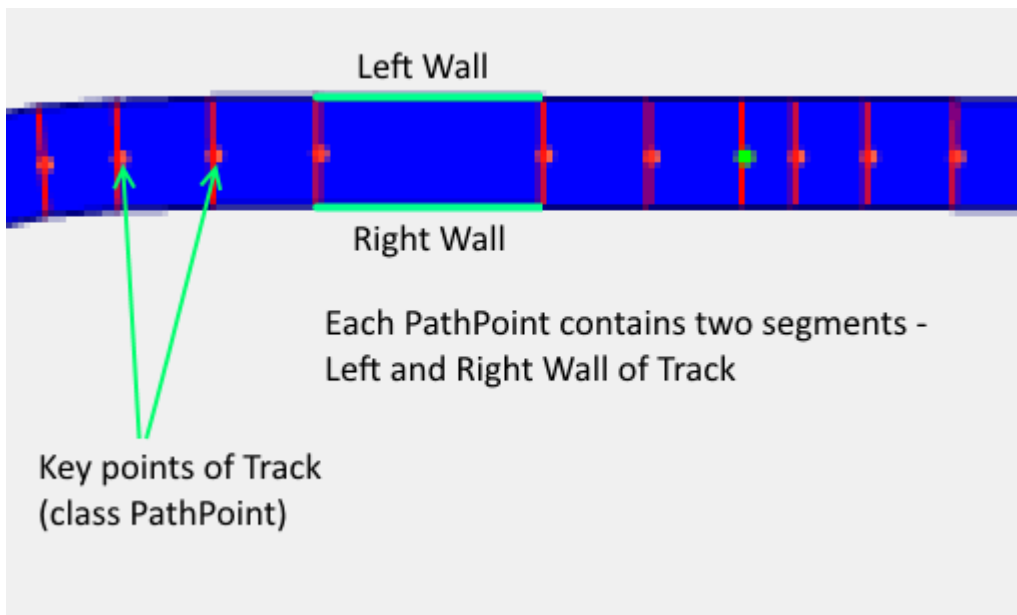 Left Wall
Right Wall
Each PathPoint contains two segments -
Left and Right Wall of Track
Key points of Track
(class PathPoint)